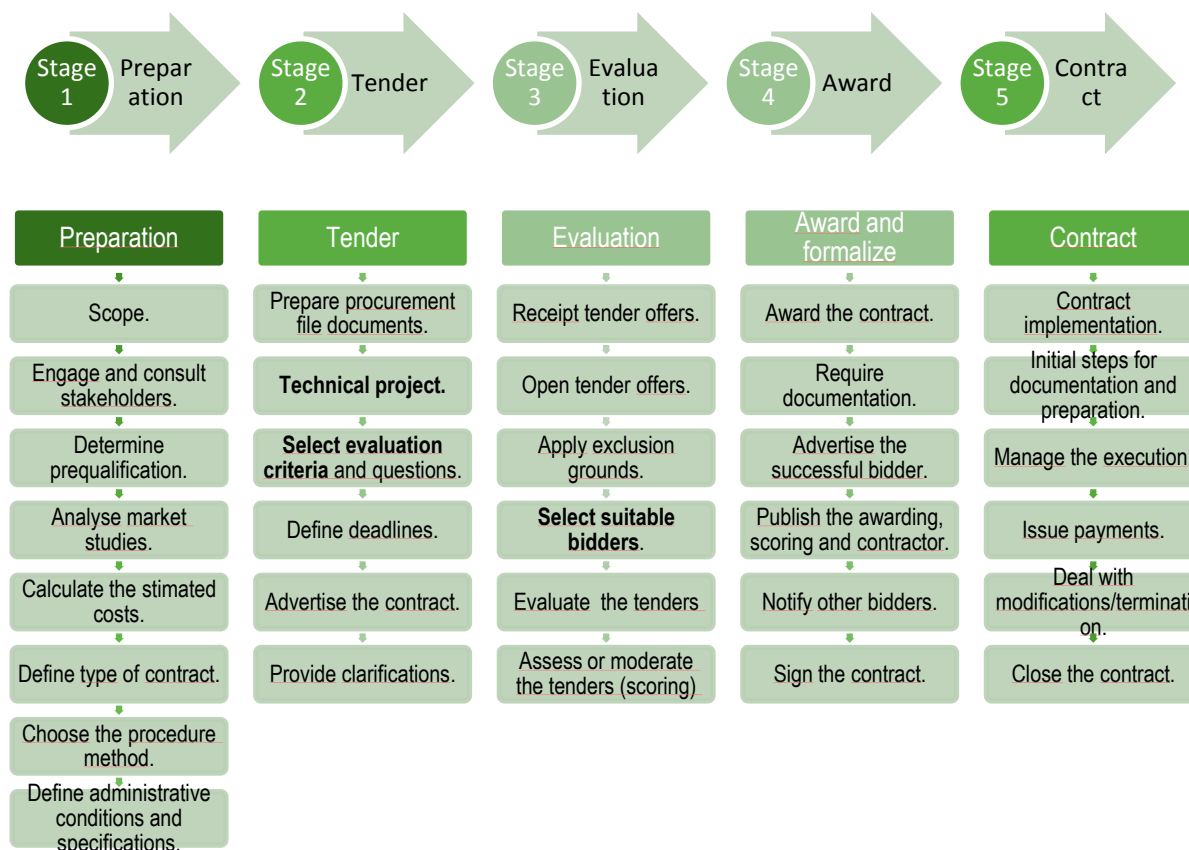 Stage
1
Prepar
ation
Stage
2
Tender
Stage
3
Evalua
tion
Stage
4
Award
Stage
5
Contra
ct
Preparation
Scope.
Engage and consult
stakeholders.
Determine
prequalification.
Analyse market
studies.
Calculate the stimated
costs.
Define type of contract.
Choose the procedure
method.
Define administrative
conditions and
specifications.
Tender
Prepare procurement
file documents.
Technical project.
Select evaluation
criteria and questions.
Define deadlines.
Advertise the contract.
Provide clarifications.
Evaluation
Receipt tender offers.
Open tender offers.
Apply exclusion
grounds.
Select suitable
bidders.
Evaluate the tenders
Assess or moderate
the tenders (scoring)
Award and
formalize
Award the contract.
Require
documentation.
Advertise the
successful bidder.
Publish the awarding,
scoring and contractor.
Notify other bidders.
Sign the contract.
Contract
Contract
implementation.
Initial steps for
documentation and
preparation.
Manage the execution
Issue payments.
Deal with
modifications/terminati
on.
Close the contract.